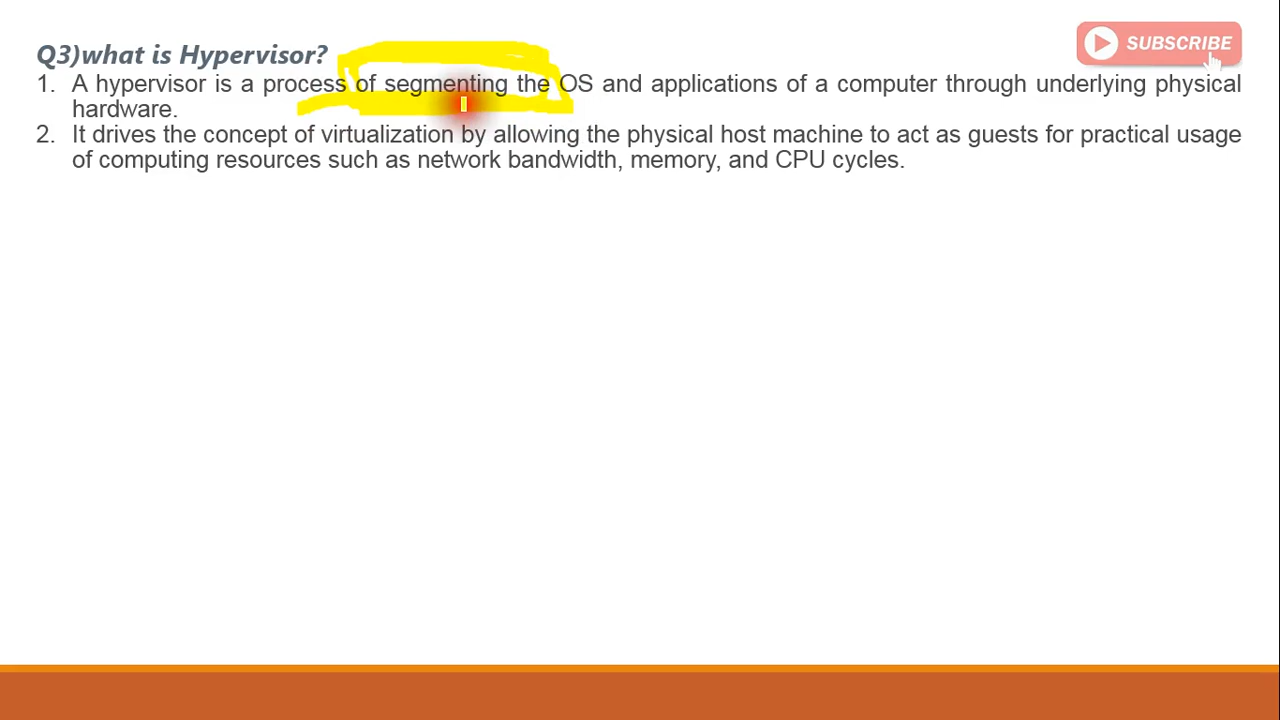 Q3)what is Hypervisor?
SUBSCRIBE
1. A hypervisor is a process of segmenting the OS and applications of a computer through underlying physical
hardware.
2. It drives the concept of virtualization by allowing the physical host machine to act as guests for practical usage
of computing resources such as network bandwidth, memory, and CPU cycles.